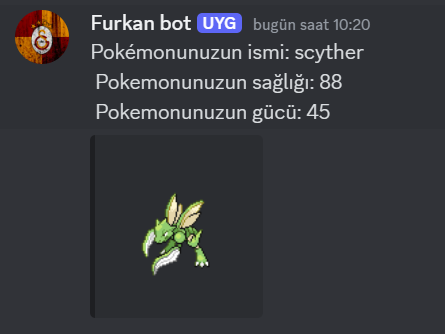 Furkan bot UYG bugün saat 10:20
Pokémonunuzun ismi: scyther
Pokemonunuzun sağlığı: 88
Pokemonunuzun gücü: 45